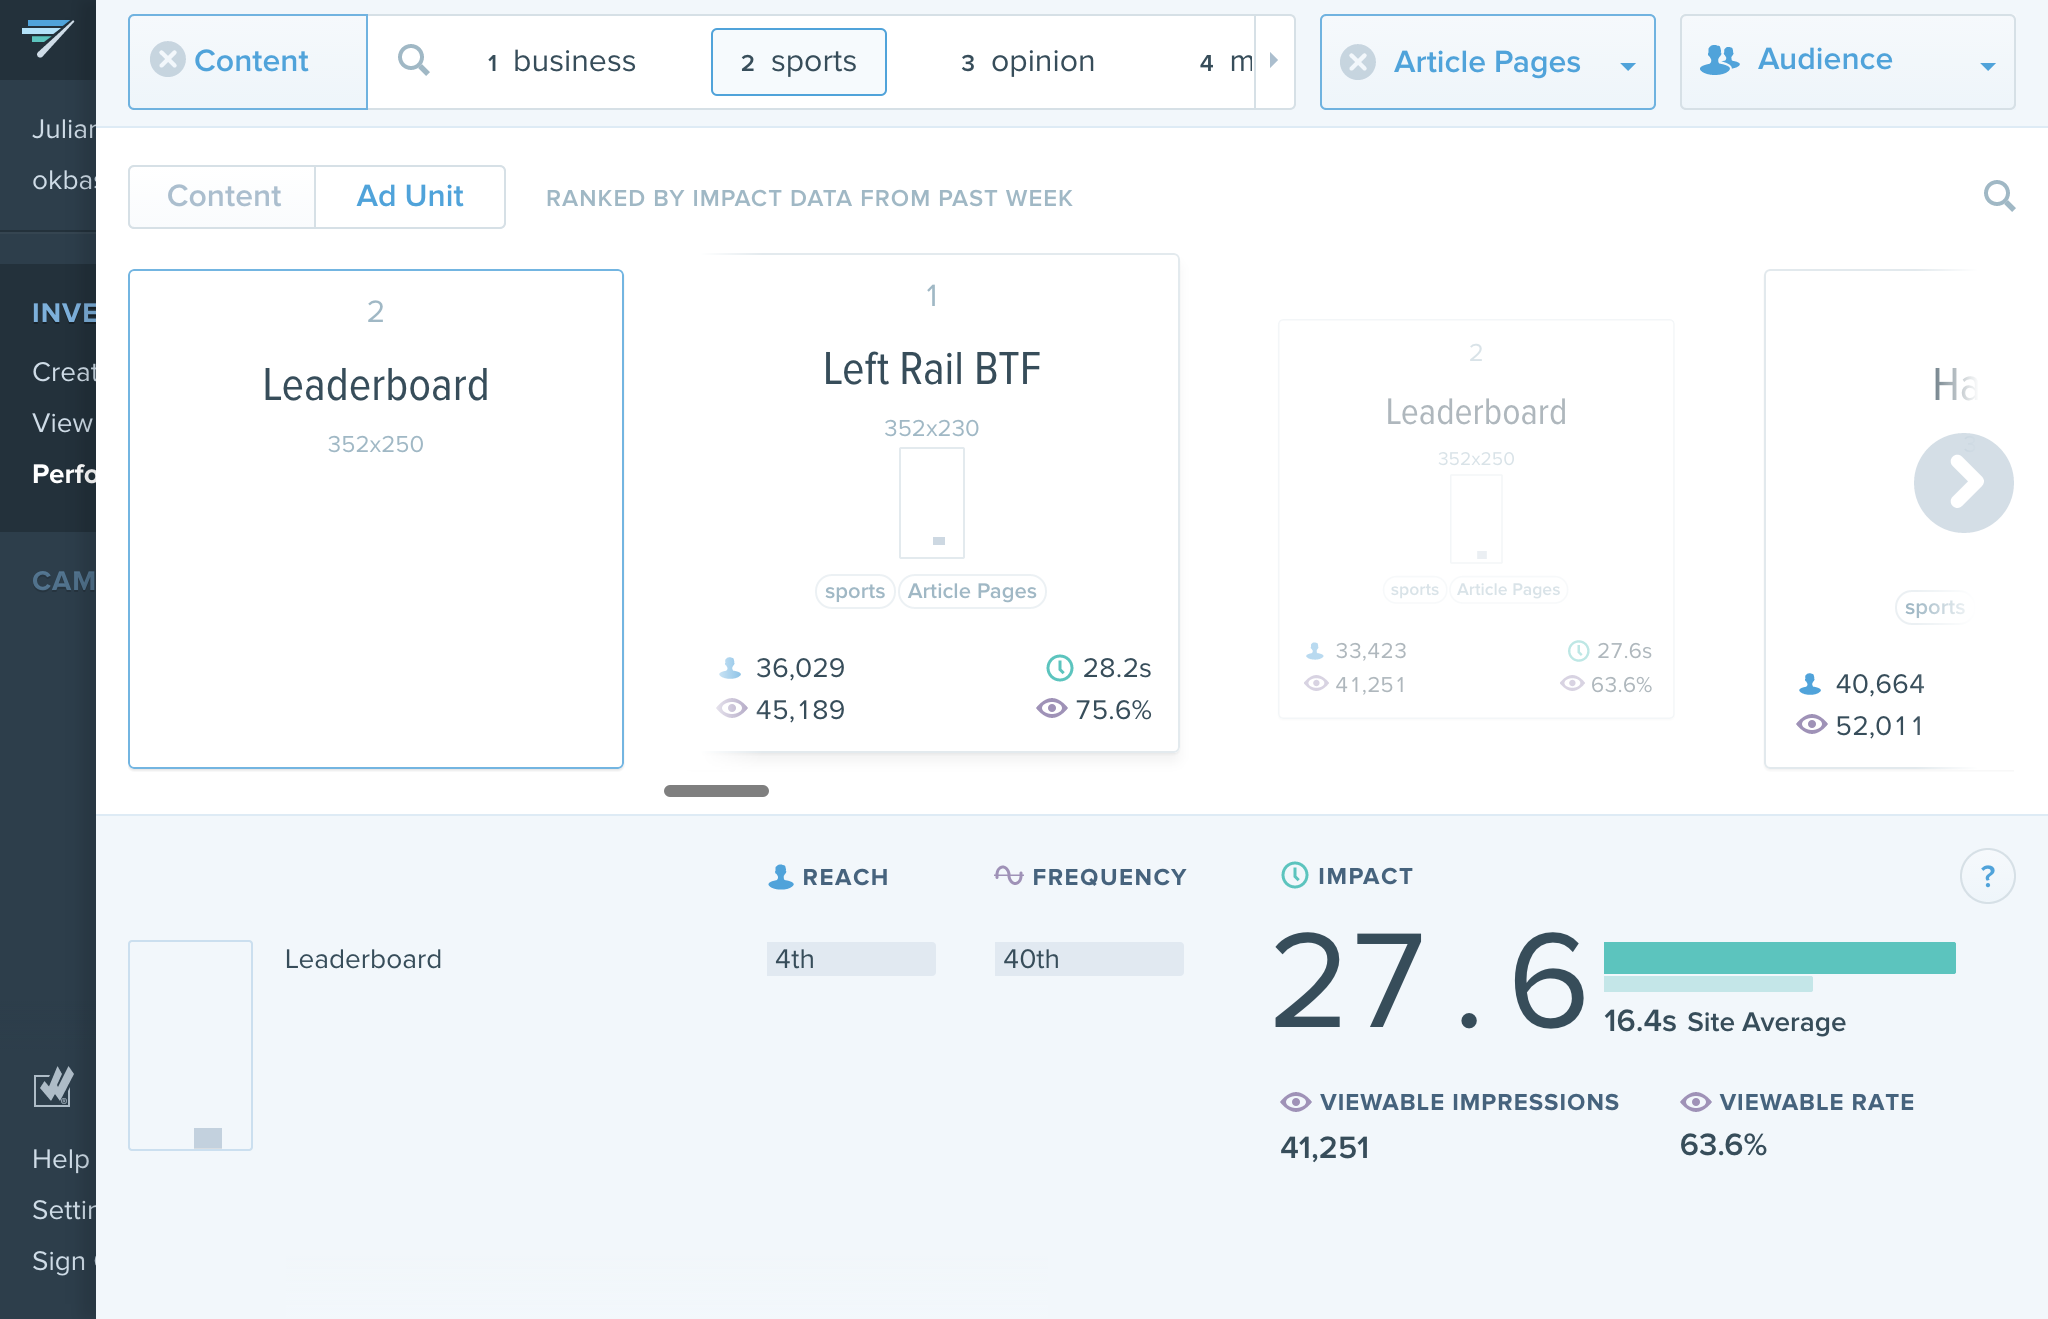 Content
1 business
2 sports
3 opinion
4 m
Article Pages
Audience
Julian
okbas
INVE
Creat
View
Perfo
CAM
Help
Settin
Sign
Content
Ad Unit
RANKED BY IMPACT DATA FROM PAST WEEK
2
Leaderboard
352x250
1
Left Rail BTF
352x230
sports Article Pages
36,029 28.2s
45,189 75.6%
2
Leaderboard
352x250
sports Article Pages
33,423 27.6s
41,251 63.6%
Ha
sports
40,664
52,011
REACH FREQUENCY IMPACT ?
Leaderboard 4th 40th 27.6
16.4s Site Average
VIEWABLE IMPRESSIONS VIEWABLE RATE
41,251 63.6%